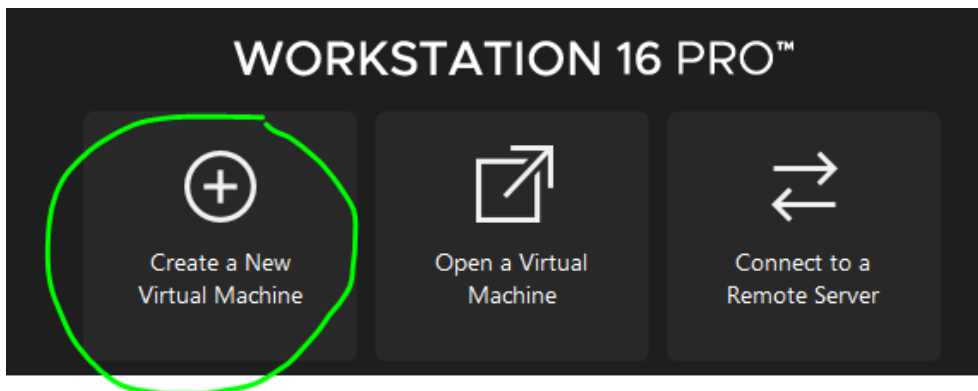 WORKSTATION 16 PRO™
Create a New
Virtual Machine
Open a Virtual
Machine
Connect to a
Remote Server